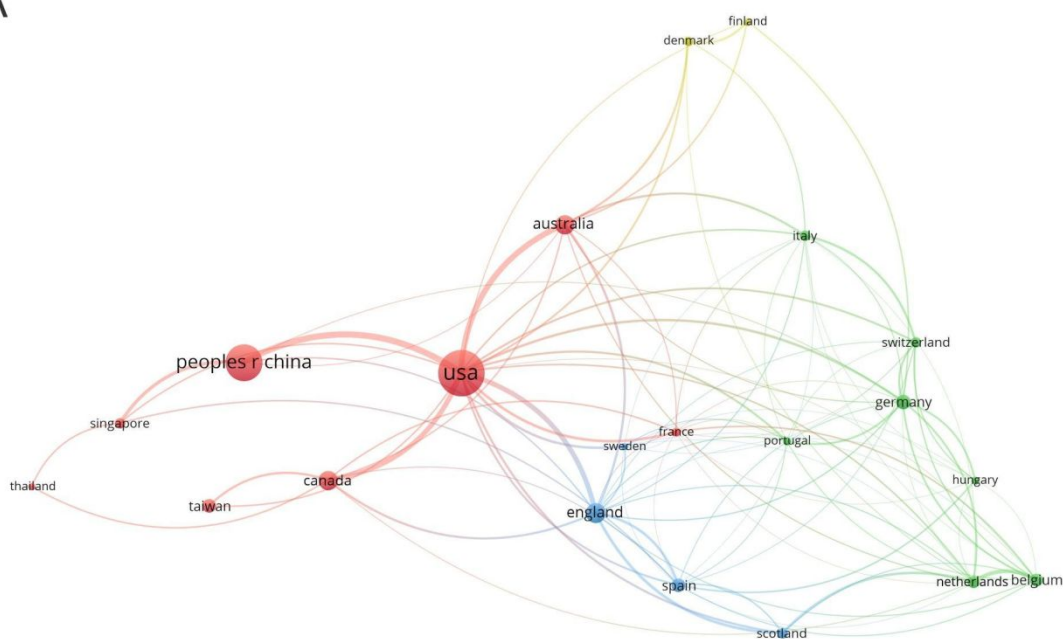 A
finland
denmark
australia
italy
switzerland
peoples r china
usa
germany
singapore
france
sweden
portugal
thailand
canada
hungary
taiwan
england
spain
netherlands
belgium
scotland